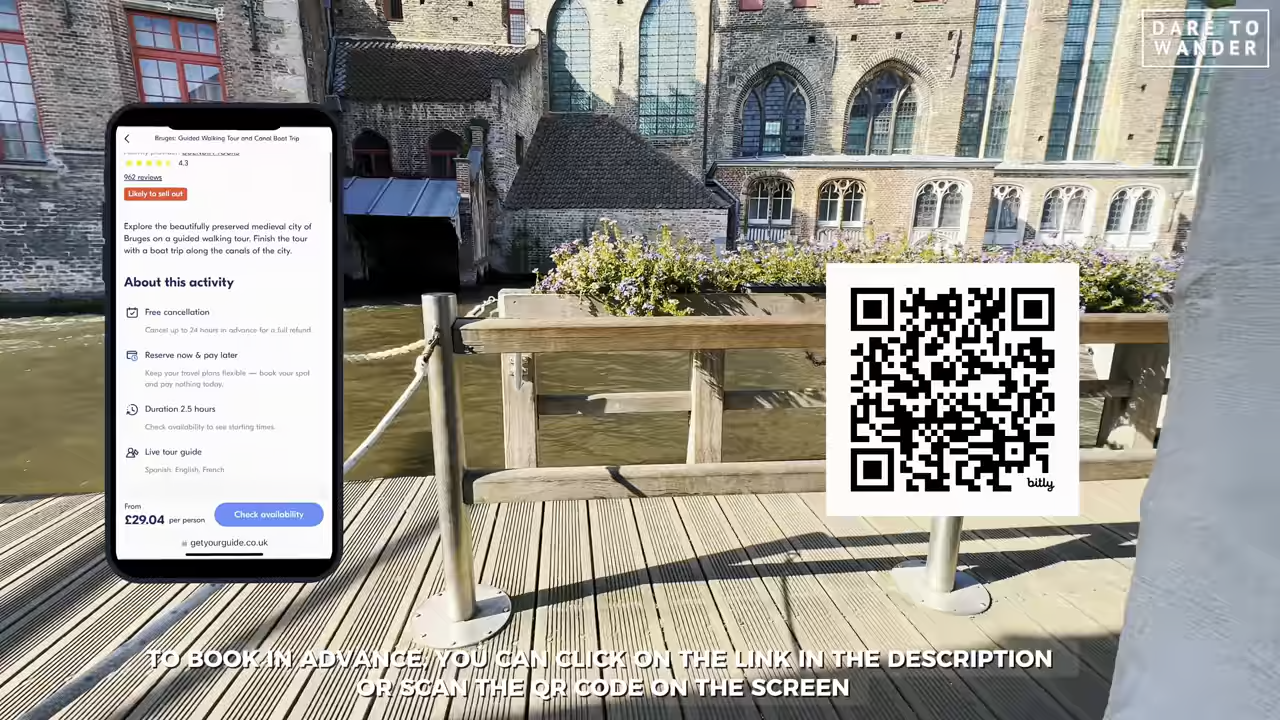 DARE TO
WANDER
Bruges: Guided Walking Tour and Canal Boat Trip
4.3
962 reviews
Likely to sell out
Explore the beautifully preserved medieval city of
Bruges on a guided walking tour. Finish the tour
with a boat trip along the canals of the city.
About this activity
Free cancellation
Cancel up to 24 hours in advance for a full refund
Reserve now & pay later
Keep your travel plans flexible — book your spot
and pay nothing today.
Duration 2.5 hours
Check availability to see starting times.
Live tour guide
Spanish, English, French
From
£29.04 per person
Check availability
getyourguide.co.uk
bitly
TO BOOK IN ADVANCE, YOU CAN CLICK ON THE LINK IN THE DESCRIPTION
OR SCAN THE QR CODE ON THE SCREEN